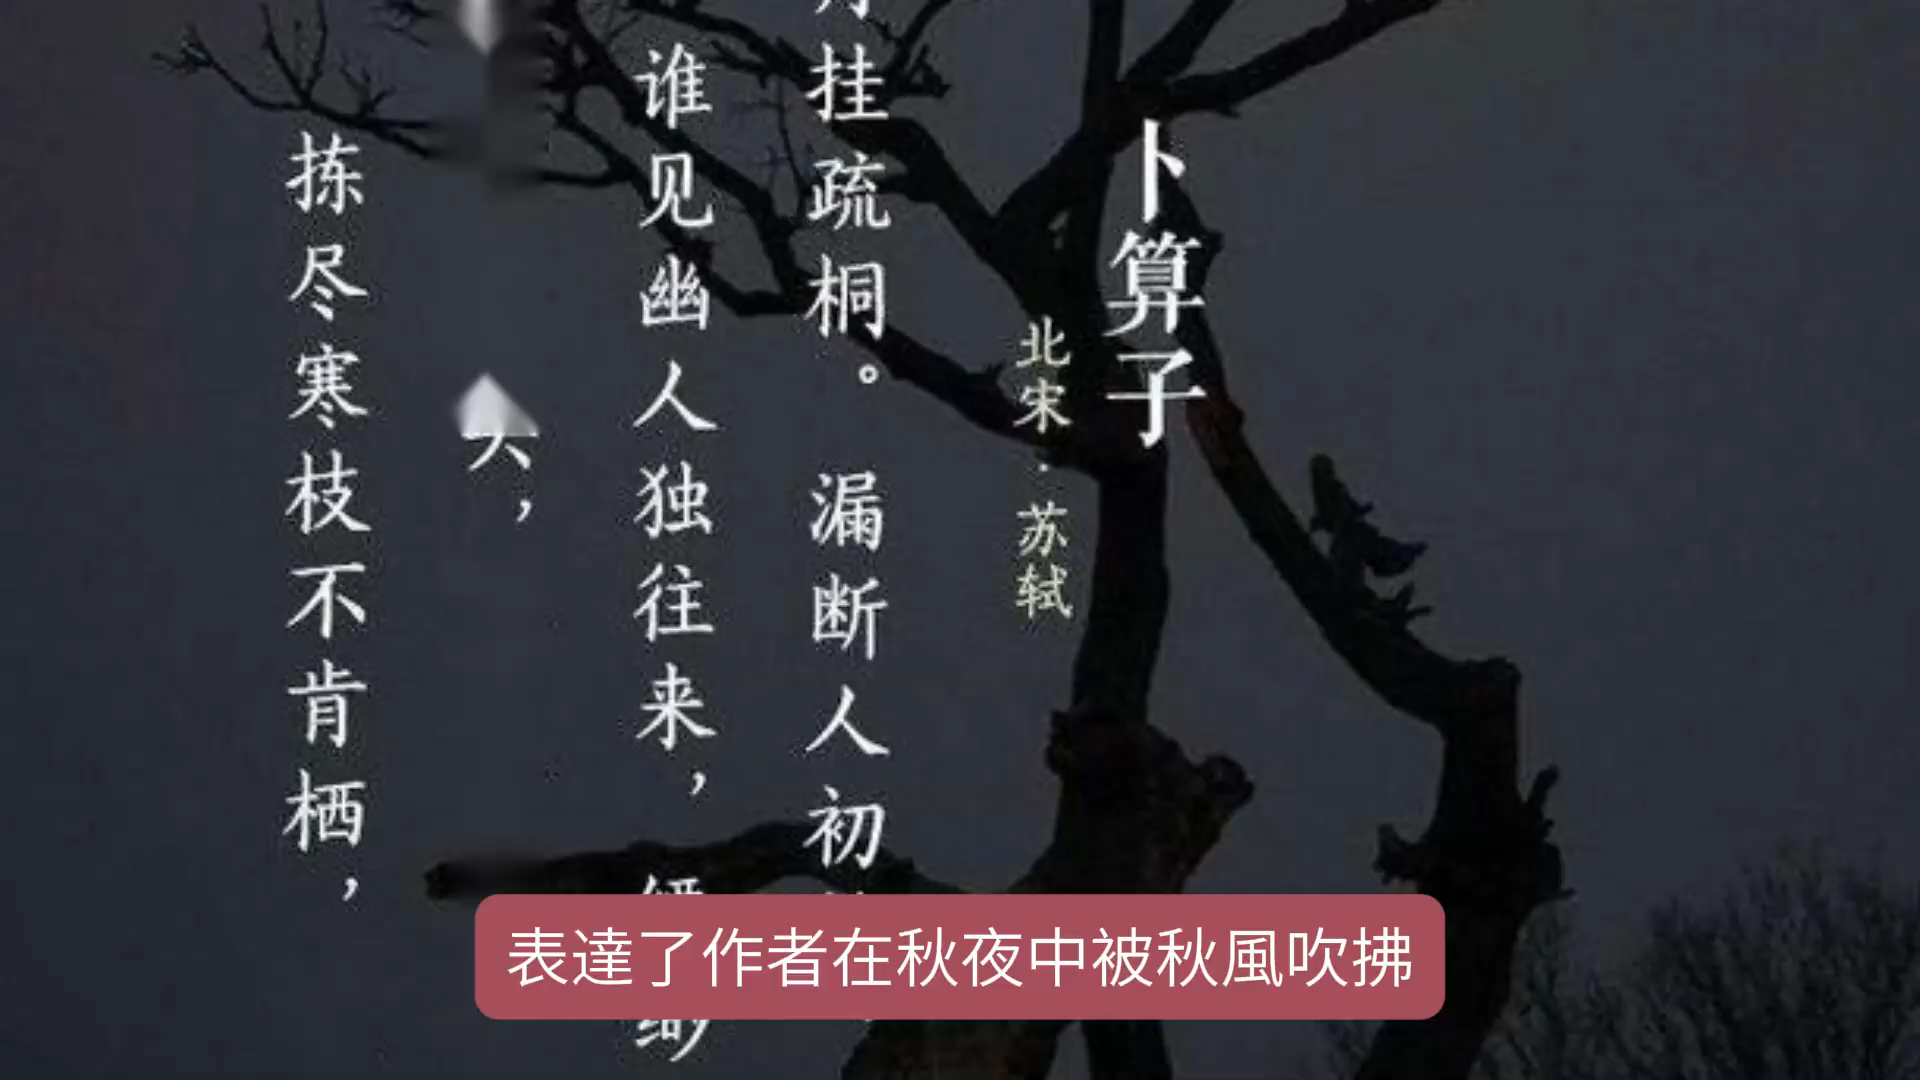 卜算子
北宋·苏轼
挂疏桐。漏断人初
谁见幽人独往来，
拣尽寒枝不肯栖，
表達了作者在秋夜中被秋風吹拂